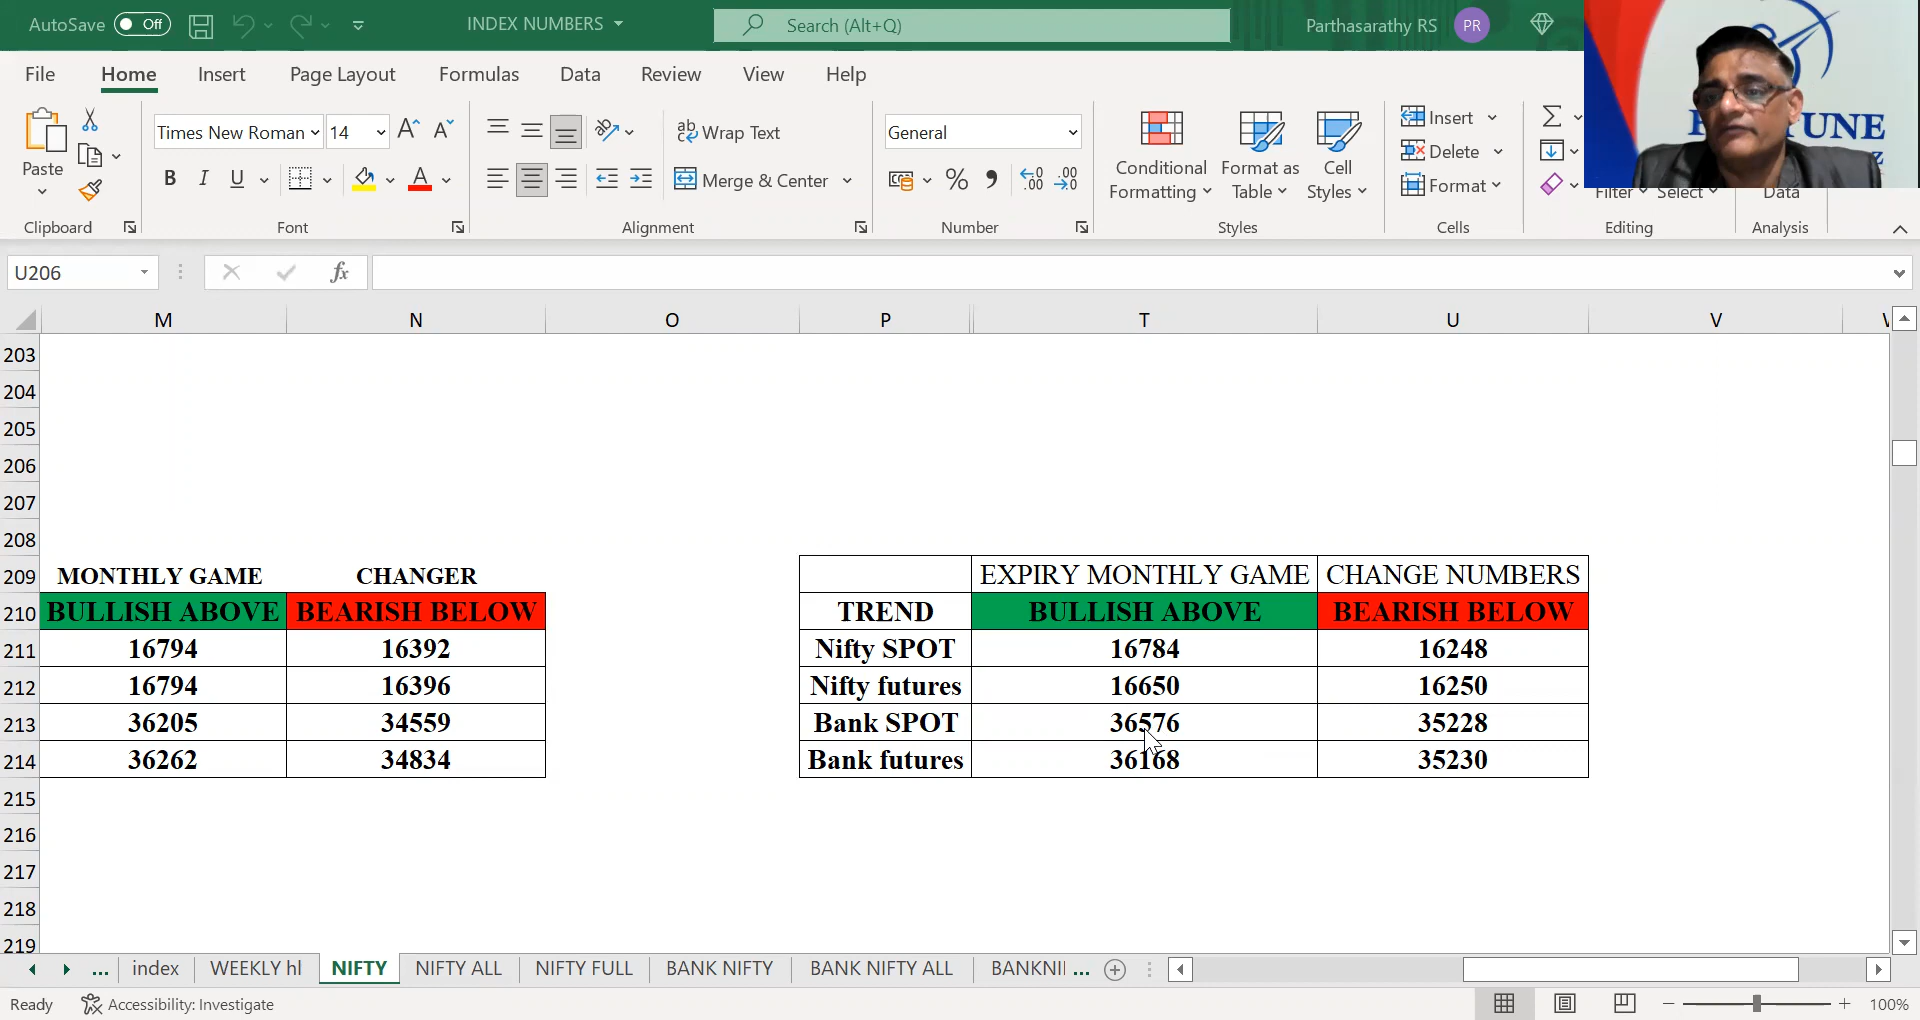 AutoSave Off INDEX NUMBERS Search (Alt+Q) Parthasarathy RS PR
File Home Insert Page Layout Formulas Data Review View Help
Times New Roman 14 Wrap Text General Insert
Paste Merge & Center Conditional Formatting Format as Table Cell Styles Delete
Format Filter Select Data
Clipboard Font Alignment Number Styles Cells Editing Analysis
U206 fx
M N O P T U V
203
204
205
206
207
208
209 MONTHLY GAME CHANGER EXPIRY MONTHLY GAME CHANGE NUMBERS
210 BULLISH ABOVE BEARISH BELOW TREND BULLISH ABOVE BEARISH BELOW
211 16794 16392 Nifty SPOT 16784 16248
212 16794 16396 Nifty futures 16650 16250
213 36205 34559 Bank SPOT 36576 35228
214 36262 34834 Bank futures 36168 35230
215
216
217
218
219
... index WEEKLY hl NIFTY NIFTY ALL NIFTY FULL BANK NIFTY BANK NIFTY ALL BANKNII ...
Ready Accessibility: Investigate 100%